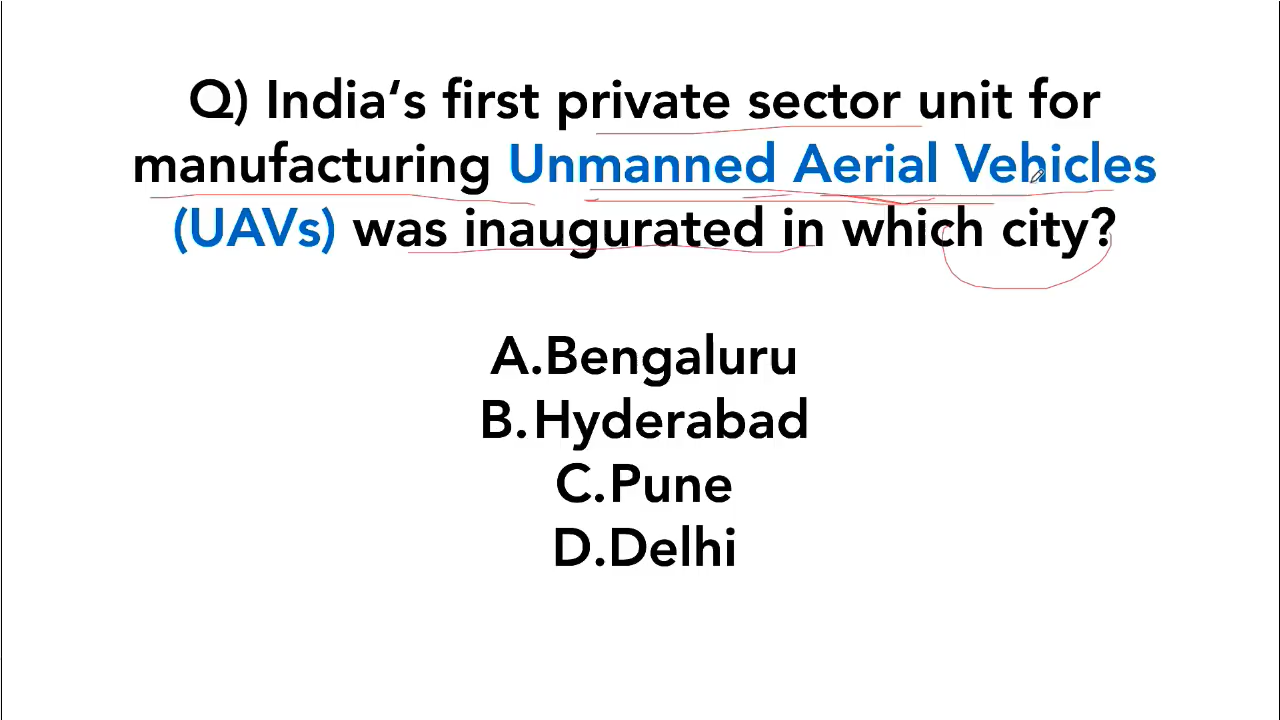 Q) India‘s first private sector unit for
manufacturing Unmanned Aerial Vehicles
(UAVs) was inaugurated in which city?
A.Bengaluru
B.Hyderabad
C.Pune
D.Delhi